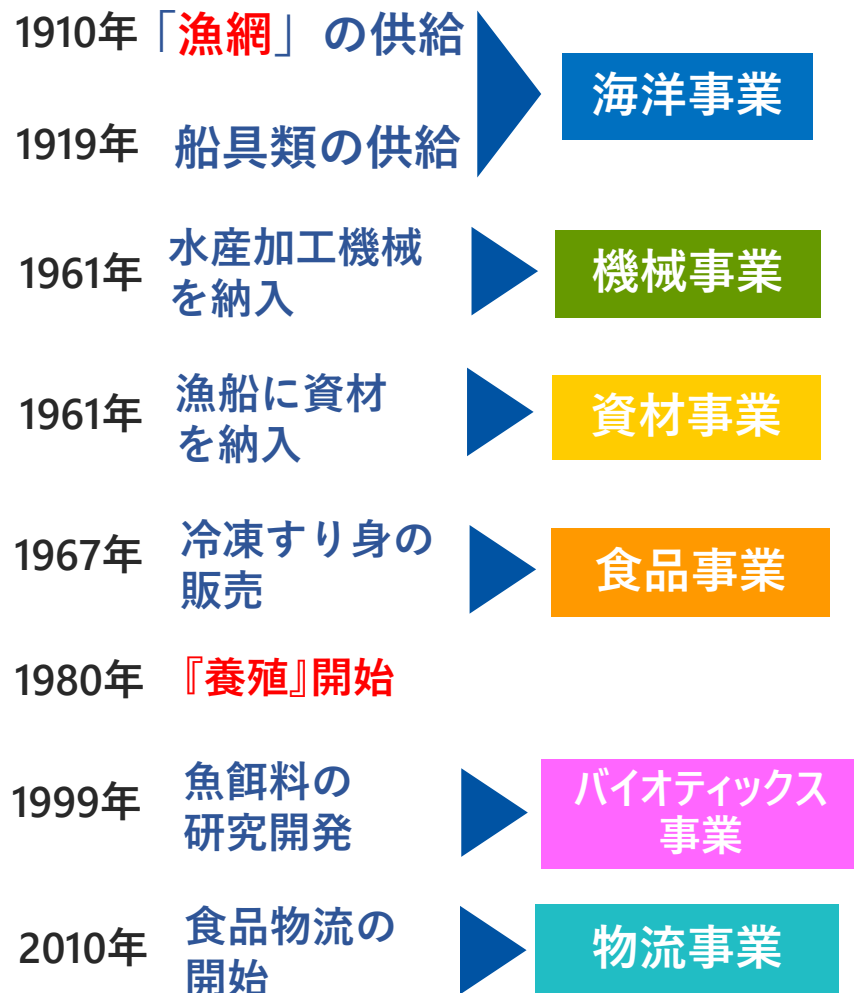 1910年「漁網」の供給
海洋事業
1919年 船具類の供給
1961年 水産加工機械
を納入
機械事業
1961年 漁船に資材
を納入
資材事業
1967年 冷凍すり身の
販売
食品事業
1980年 『養殖』開始
1999年 魚餌料の
研究開発
バイオティックス
事業
2010年 食品物流の
開始
物流事業